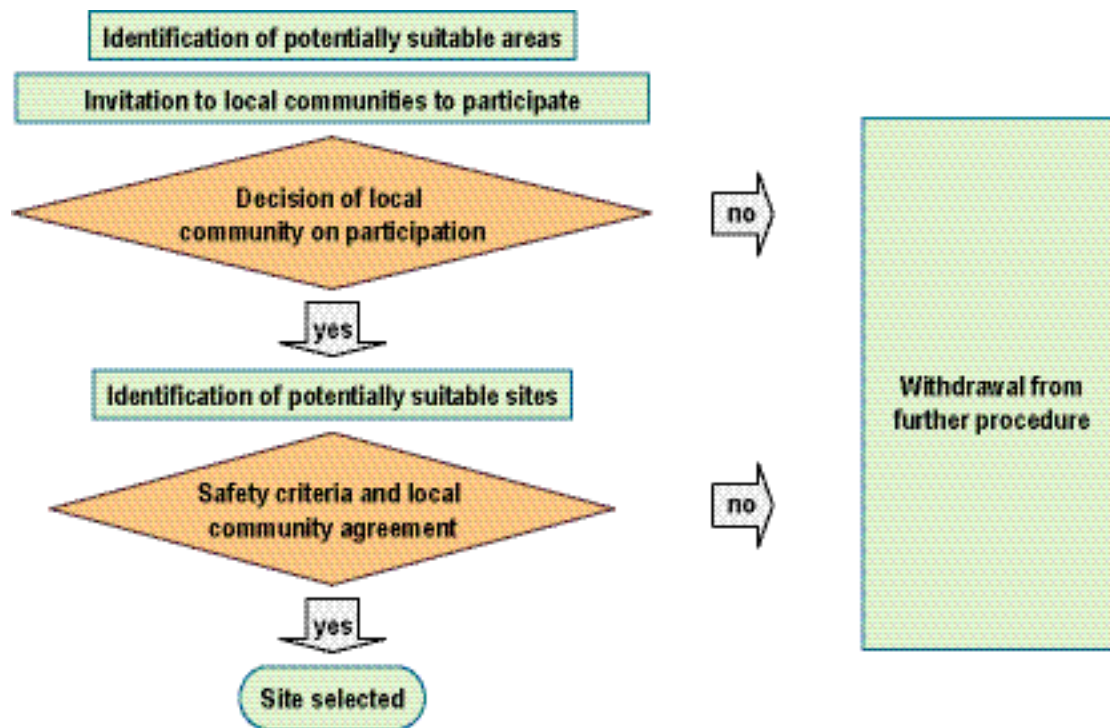 Identification of potentially suitable areas
Invitation to local communities to participate
Decision of local
community on participation
no
yes
Identification of potentially suitable sites
Withdrawal from
further procedure
Safety criteria and local
community agreement
no
yes
Site selected